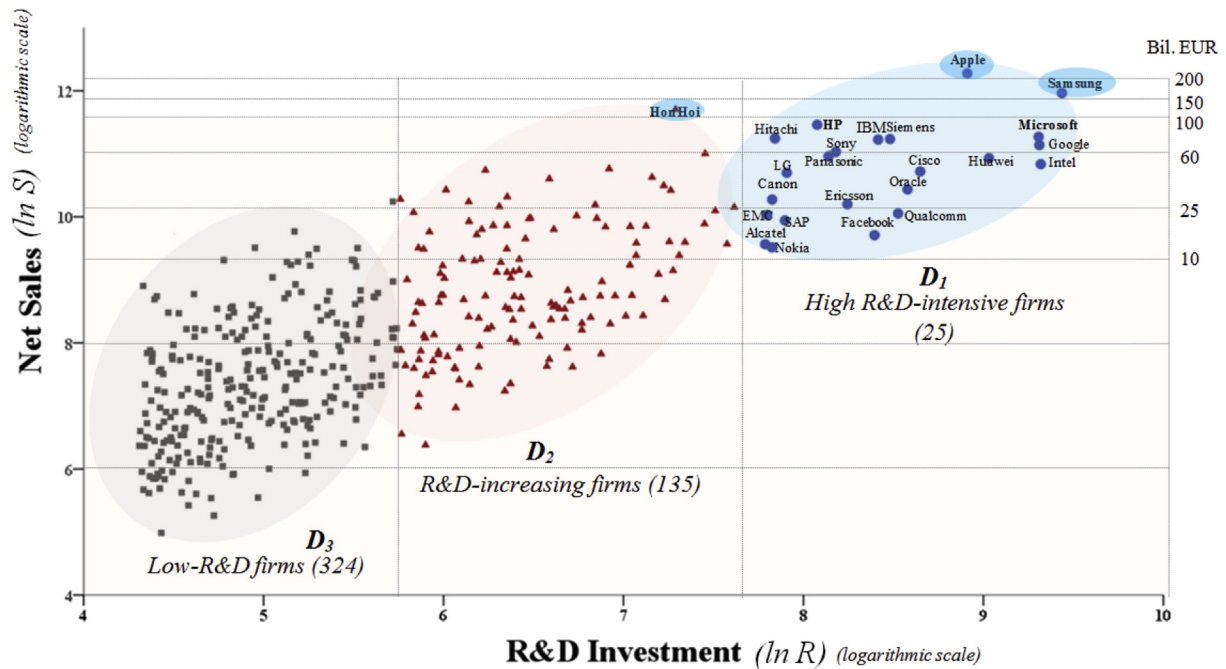 Net Sales (ln S) (logarithmic scale)
Bil. EUR
12
10
8
6
4
200
150
100
60
25
10
Apple
Samsung
Hon Hoi
HP
Hitachi
IBM
Siemens
Microsoft
Google
Sony
Panasonic
Huawei
Intel
LG
Cisco
Canon
Oracle
Ericsson
EMC
SAP
Qualcomm
Facebook
Alcatel
Nokia
D1
High R&D-intensive firms
(25)
D2
R&D-increasing firms (135)
D3
Low-R&D firms (324)
4 5 6 7 8 9 10
R&D Investment (ln R) (logarithmic scale)